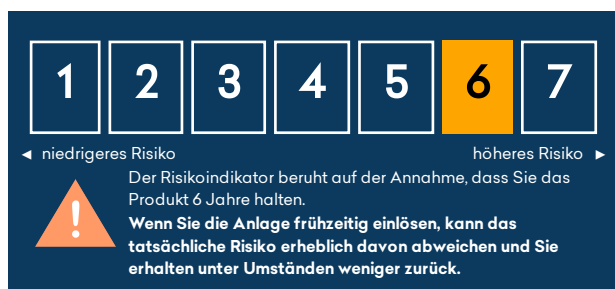 1 2 3 4 5 6 7
◄ niedrigeres Risiko höheres Risiko ►
Der Risikoindikator beruht auf der Annahme, dass Sie das
Produkt 6 Jahre halten.
Wenn Sie die Anlage frühzeitig einlösen, kann das
tatsächliche Risiko erheblich davon abweichen und Sie
erhalten unter Umständen weniger zurück.